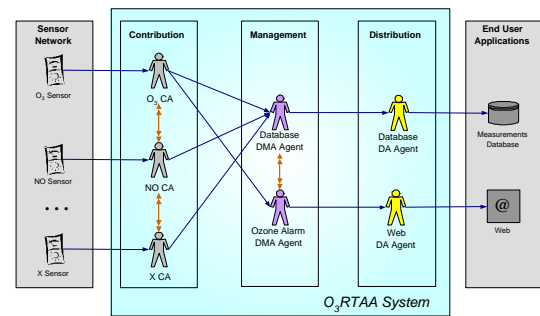 Sensor
Network
Contribution
Management
Distribution
End User
Applications
O3 Sensor
O3 CA
Database
DMA Agent
Database
DA Agent
Measurements
Database
NO Sensor
NO CA
...
Ozone Alarm
DMA Agent
Web
DA Agent
@
Web
X Sensor
X CA
O3RTAA System